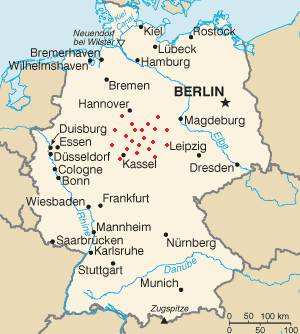 Neuendorf
bei Wilster
Kiel
Canal
Kiel
Rostock
Lübeck
Bremerhaven
Wilhelmshaven
Hamburg
Bremen
BERLIN
Hannover
Magdeburg
Elbe
Duisburg
Essen
Düsseldorf
Cologne
Bonn
Kassel
Leipzig
Dresden
Wiesbaden
Frankfurt
Rhine
Mannheim
Saarbrücken
Karlsruhe
Nürnberg
Stuttgart
Danube
Munich
Zugspitze
0 50 100 km
0 50 100 mi